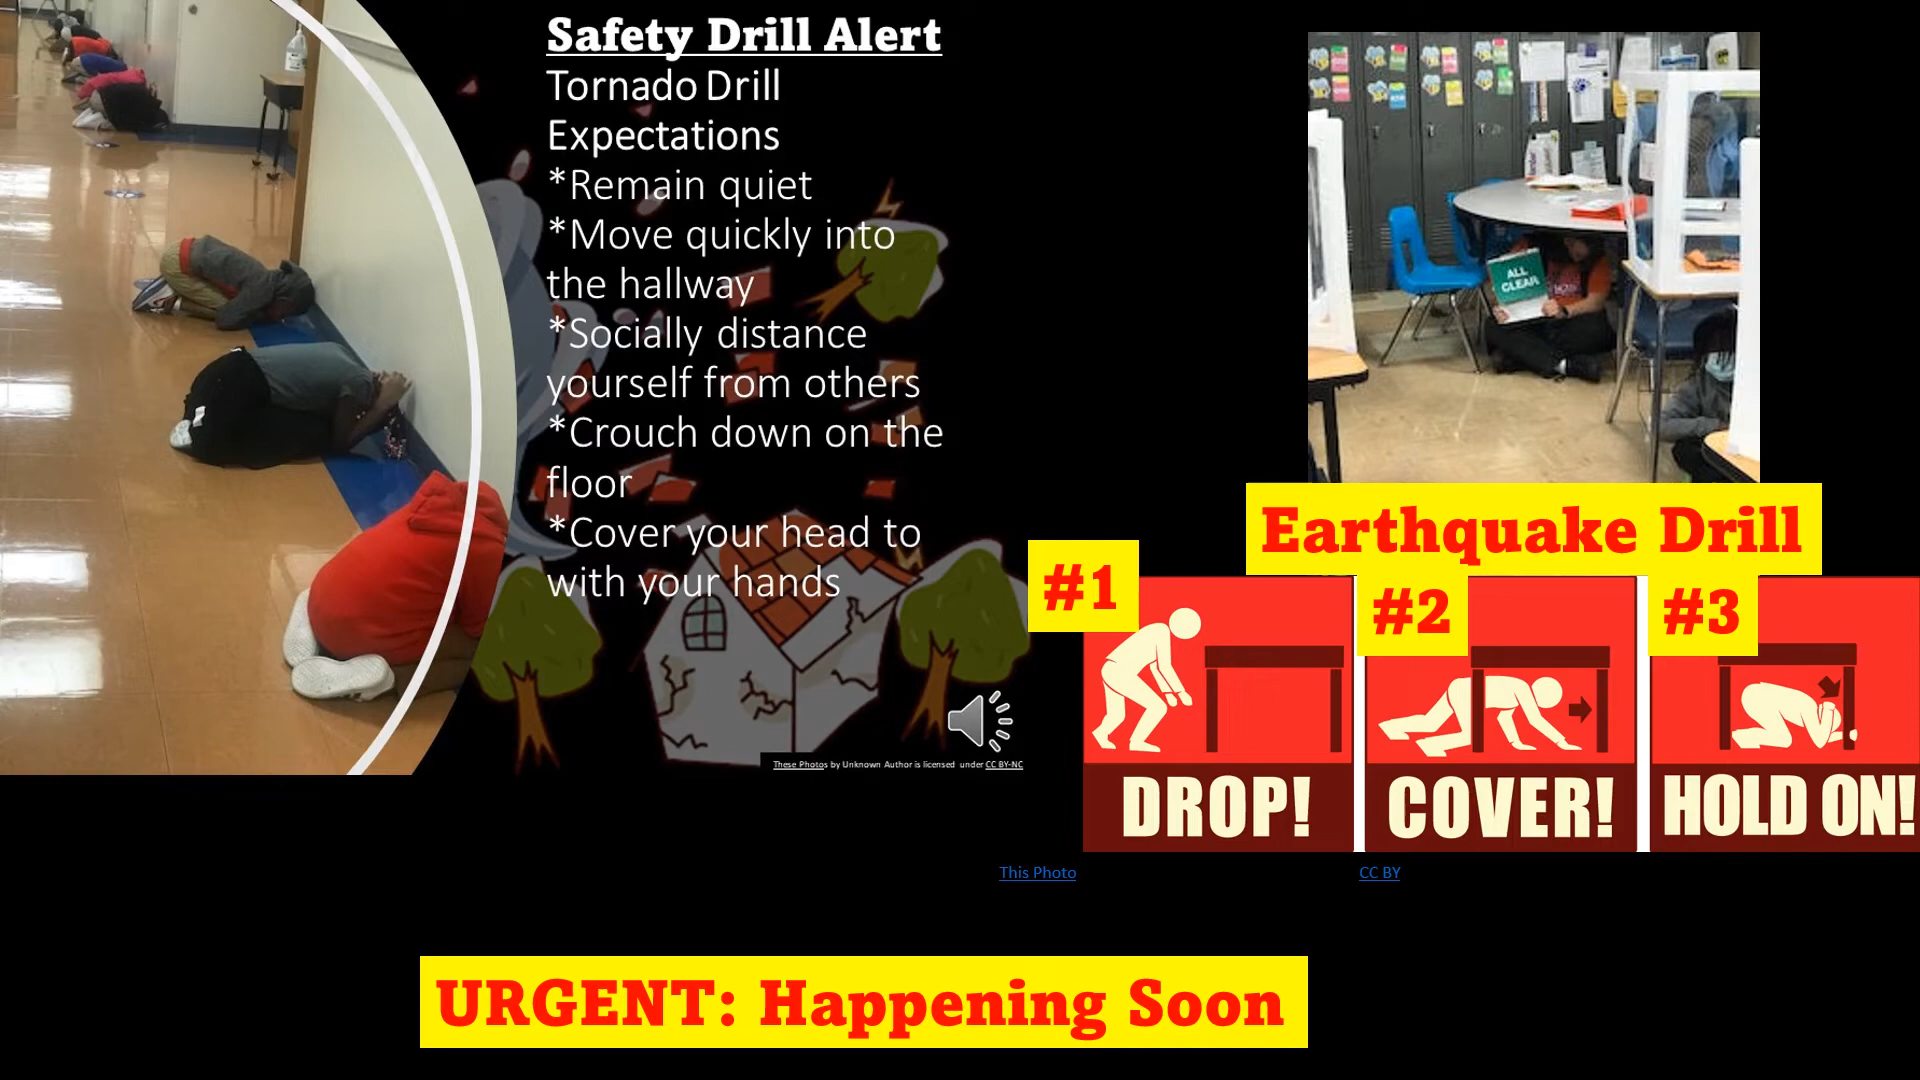 Safety Drill Alert
Tornado Drill
Expectations
*Remain quiet
*Move quickly into
the hallway
*Socially distance
yourself from others
*Crouch down on the
floor
*Cover your head to
with your hands
These Photos by Unknown Author is licensed under CC BY-NC
ALL
CLEAR
Earthquake Drill
#1
#2
#3
DROP!
COVER!
HOLD ON!
This Photo
CC BY
URGENT: Happening Soon